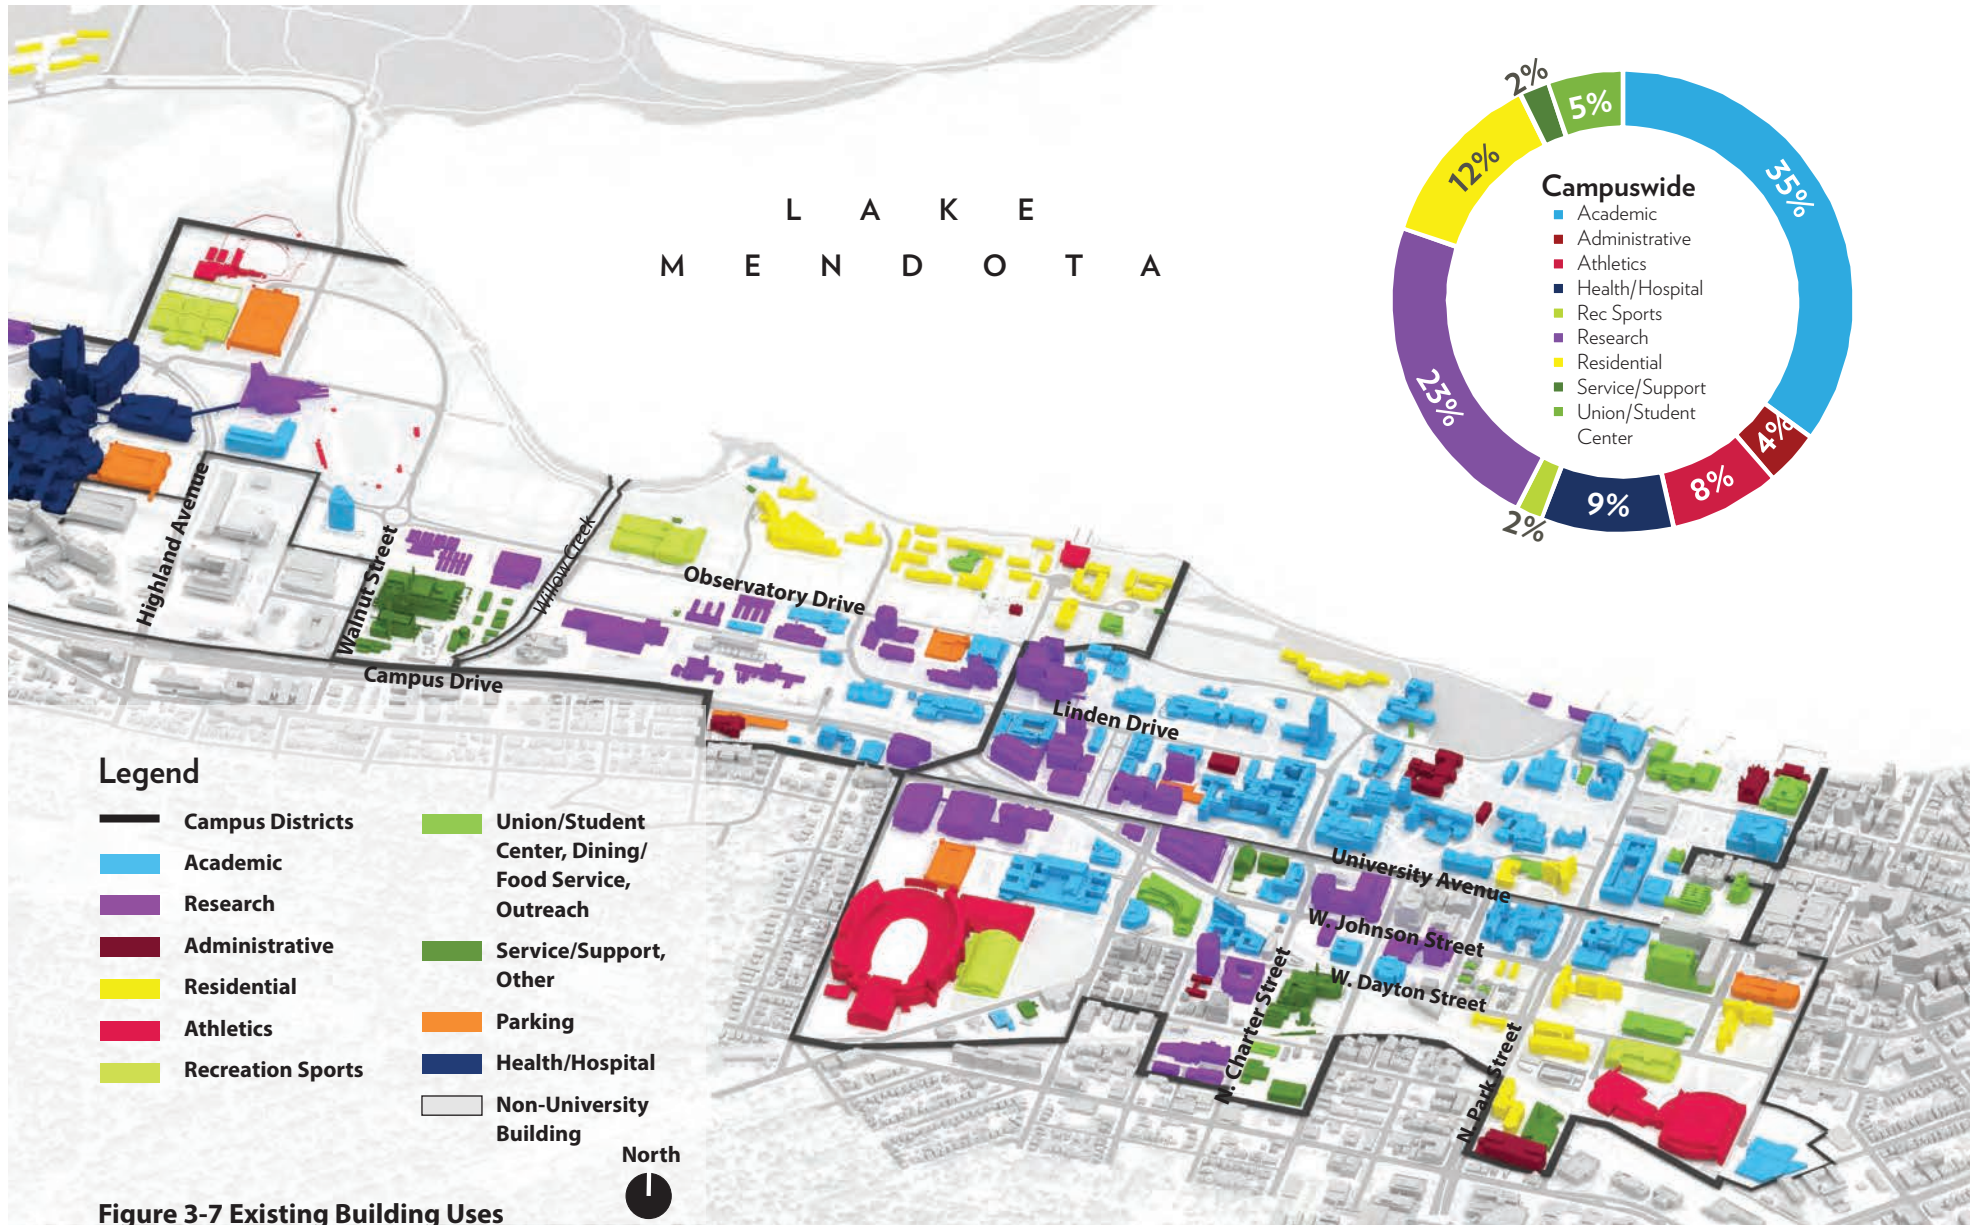 L A K E
M E N D O T A
2%
5%
35%
12%
4%
8%
9%
2%
23%
Campuswide
Academic
Administrative
Athletics
Health/Hospital
Rec Sports
Research
Residential
Service/Support
Union/Student
Center
Highland Avenue
Walnut Street
Willow Creek
Observatory Drive
Campus Drive
Linden Drive
University Avenue
W. Johnson Street
W. Dayton Street
N. Charter Street
N. Park Street
Legend
Campus Districts
Academic
Research
Administrative
Residential
Athletics
Recreation Sports
Union/Student
Center, Dining/
Food Service,
Outreach
Service/Support,
Other
Parking
Health/Hospital
Non-University
Building
North
Figure 3-7 Existing Building Uses